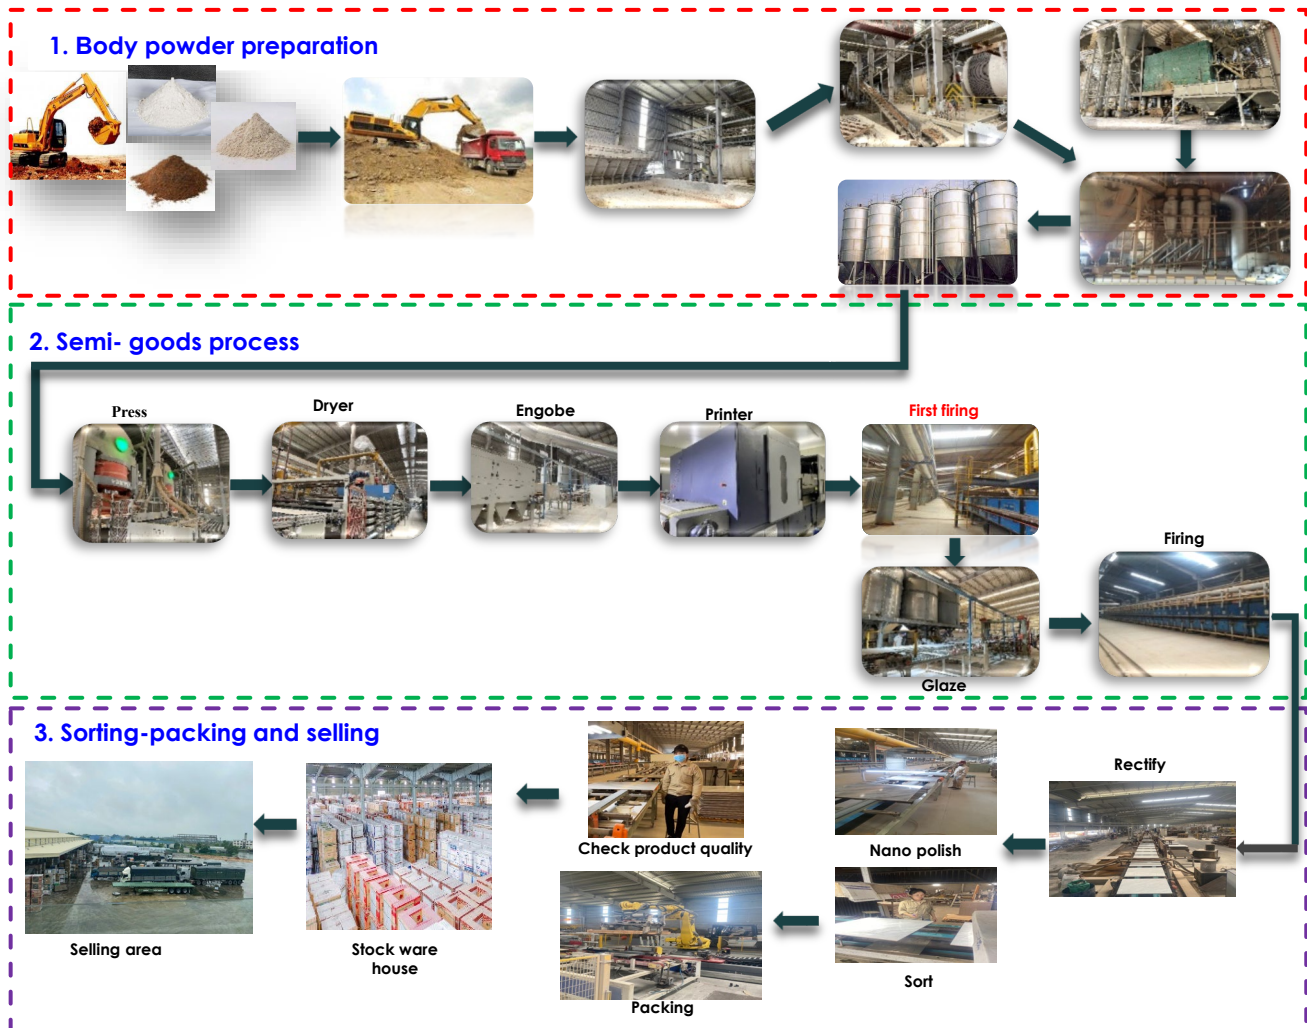 1. Body powder preparation
2. Semi- goods process
Press
Dryer
Engobe
Printer
First firing
Firing
Glaze
3. Sorting-packing and selling
Rectify
Check product quality
Nano polish
Selling area
Stock ware
house
Sort
Packing